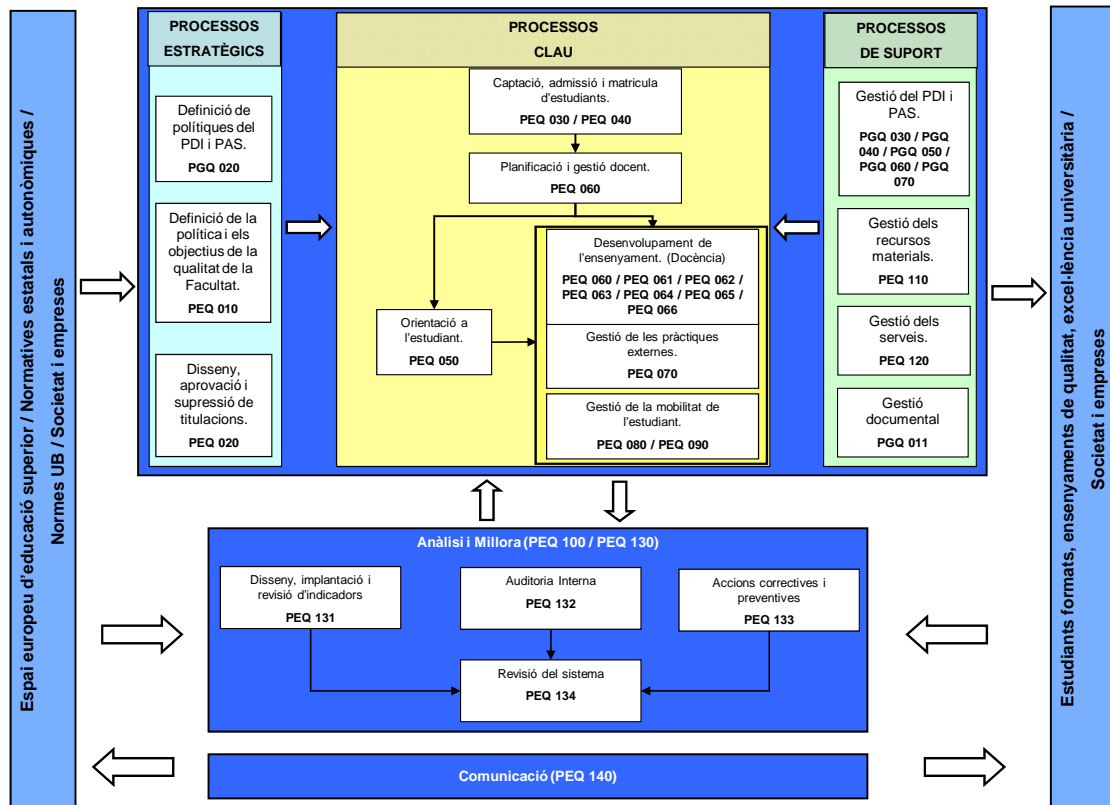 Espai europeu d'educació superior / Normatives estatals i autonòmiques /
Normes UB / Societat i empreses
PROCESSOS
ESTRATÈGICS
Definició de
polítiques del
PDI i PAS.
PGQ 020
Definició de la
política i els
objectius de la
qualitat de la
Facultat.
PEQ 010
Disseny,
aprovació i
supressió de
titulacions.
PEQ 020
PROCESSOS
CLAU
Captació, admissió i matricula
d'estudiants.
PEQ 030 / PEQ 040
Planificació i gestió docent.
PEQ 060
Desenvolupament de
l'ensenyament. (Docència)
PEQ 060 / PEQ 061 / PEQ 062 /
PEQ 063 / PEQ 064 / PEQ 065 /
PEQ 066
Orientació a
l'estudiant.
PEQ 050
Gestió de les pràctiques
externes.
PEQ 070
Gestió de la mobilitat de
l'estudiant.
PEQ 080 / PEQ 090
PROCESSOS
DE SUPORT
Gestió del PDI i
PAS.
PGQ 030 / PGQ
040 / PGQ 050 /
PGQ 060 / PGQ
070
Gestió dels
recursos
materials.
PEQ 110
Gestió dels
serveis.
PEQ 120
Gestió
documental
PGQ 011
Anàlisi i Millora (PEQ 100 / PEQ 130)
Disseny, implantació i
revisió d'indicadors
PEQ 131
Auditoria Interna
PEQ 132
Accions correctives i
preventives
PEQ 133
Revisió del sistema
PEQ 134
Comunicació (PEQ 140)
Estudiants formats, ensenyaments de qualitat, excel·lència universitària /
Societat i empreses